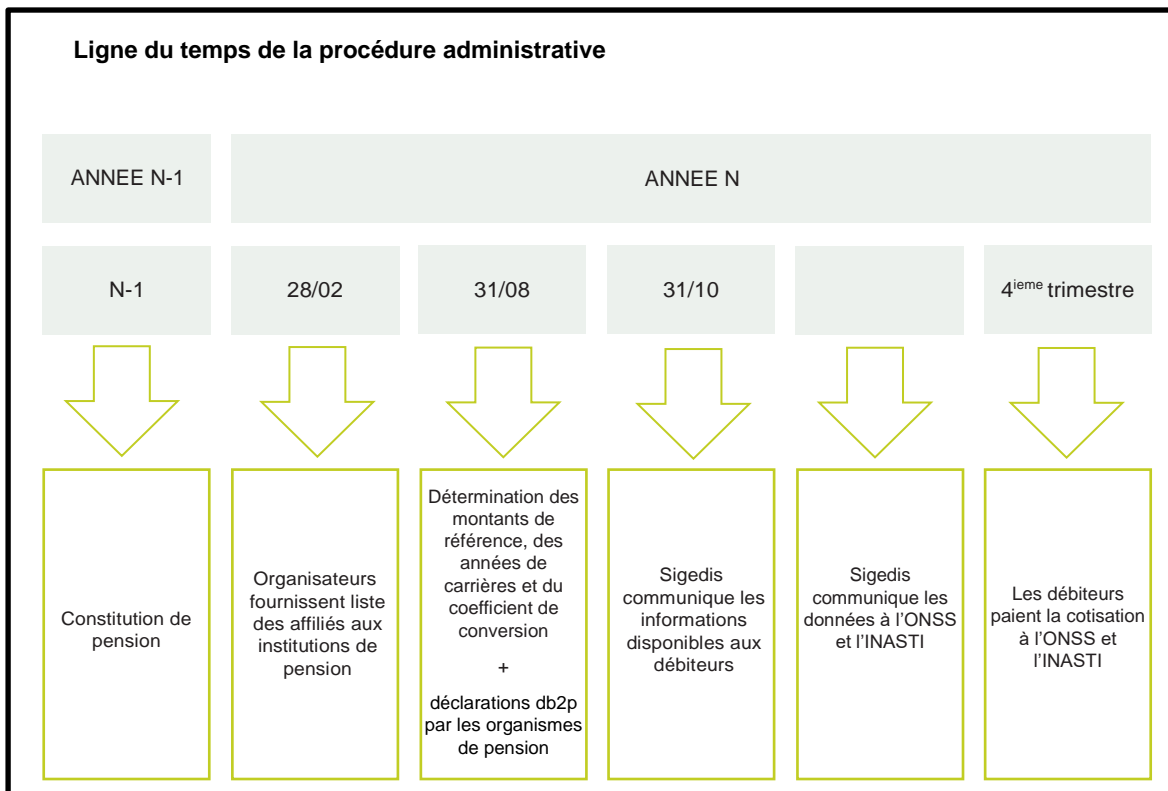 Ligne du temps de la procédure administrative
ANNEE N-1
ANNEE N
N-1
28/02
31/08
31/10
4ieme trimestre
Constitution de
pension
Organisateurs
fournissent liste
des affiliés aux
institutions de
pension
Détermination des
montants de
référence, des
années de
carrières et du
coefficient de
conversion
+
déclarations db2p
par les organismes
de pension
Sigedis
communique les
informations
disponibles aux
débiteurs
Sigedis
communique les
données à l'ONSS
et l'INASTI
Les débiteurs
paient la cotisation
à l'ONSS et
l'INASTI